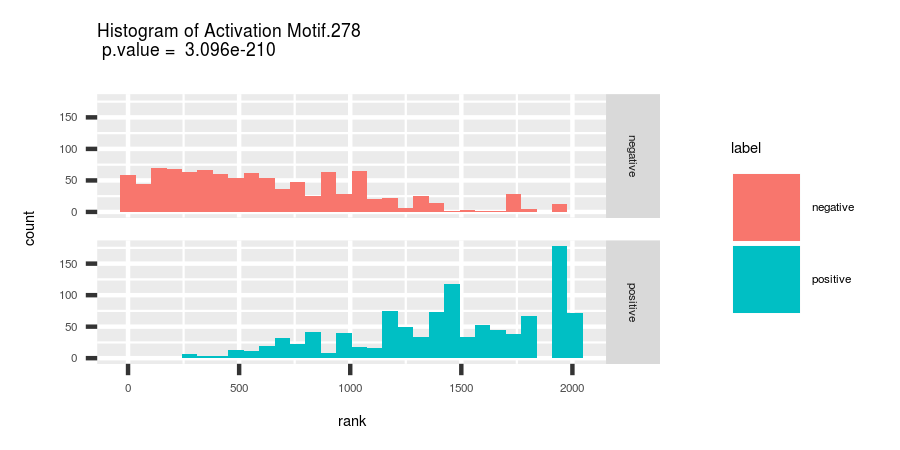 Histogram of Activation Motif.278
p.value = 3.096e-210
150
100
50
0
negative
150
100
50
0
positive
0 500 1000 1500 2000
rank
count
label
negative
positive